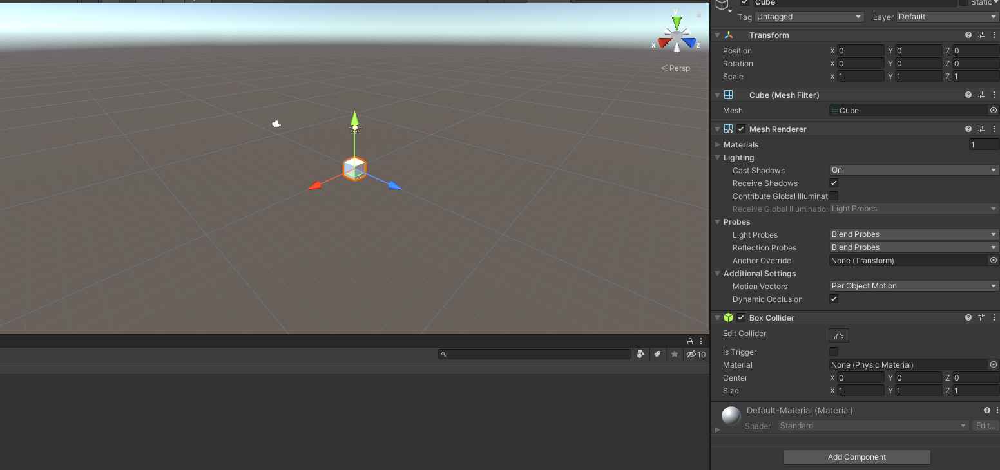 y
x
z
Persp
10
Cube
Static
Tag Untagged Layer Default
Transform
Position X 0 Y 0 Z 0
Rotation X 0 Y 0 Z 0
Scale X 1 Y 1 Z 1
Cube (Mesh Filter)
Mesh Cube
Mesh Renderer
Materials 1
Lighting
Cast Shadows On
Receive Shadows
Contribute Global Illuminat
Receive Global Illumination Light Probes
Probes
Light Probes Blend Probes
Reflection Probes Blend Probes
Anchor Override None (Transform)
Additional Settings
Motion Vectors Per Object Motion
Dynamic Occlusion
Box Collider
Edit Collider
Is Trigger
Material None (Physic Material)
Center X 0 Y 0 Z 0
Size X 1 Y 1 Z 1
Default-Material (Material)
Shader Standard Edit...
Add Component